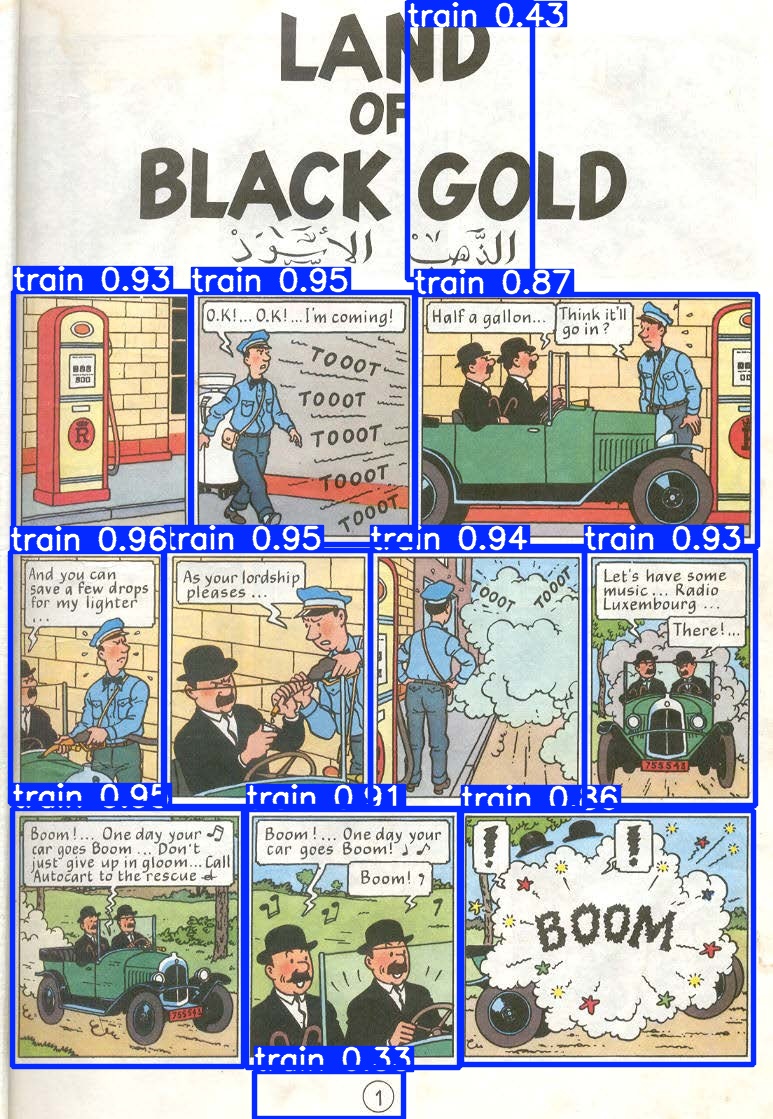 train 0.43
LAND
OF
BLACK GOLD
الذَّهب الأسوَد
train 0.93
train 0.95
O.K!... O.K!... I'm coming!
TOOOT
TOOOT
TOOOT
TOOOT
TOOOT
train 0.87
Half a gallon...
Think it'll
go in?
R
train 0.96
And you can
save a few drops
for my lighter
...
train 0.95
As your lordship
pleases ...
train 0.94
TOOOT
TOOOT
train 0.93
Let's have some
music... Radio
Luxembourg ...
There!...
train 0.95
Boom!... One day your
car goes Boom... Don't
just give up in gloom... Call
Autocart to the rescue
train 0.91
Boom!... One day your
car goes Boom!
Boom!
train 0.86
!
!
BOOM
train 0.33
1